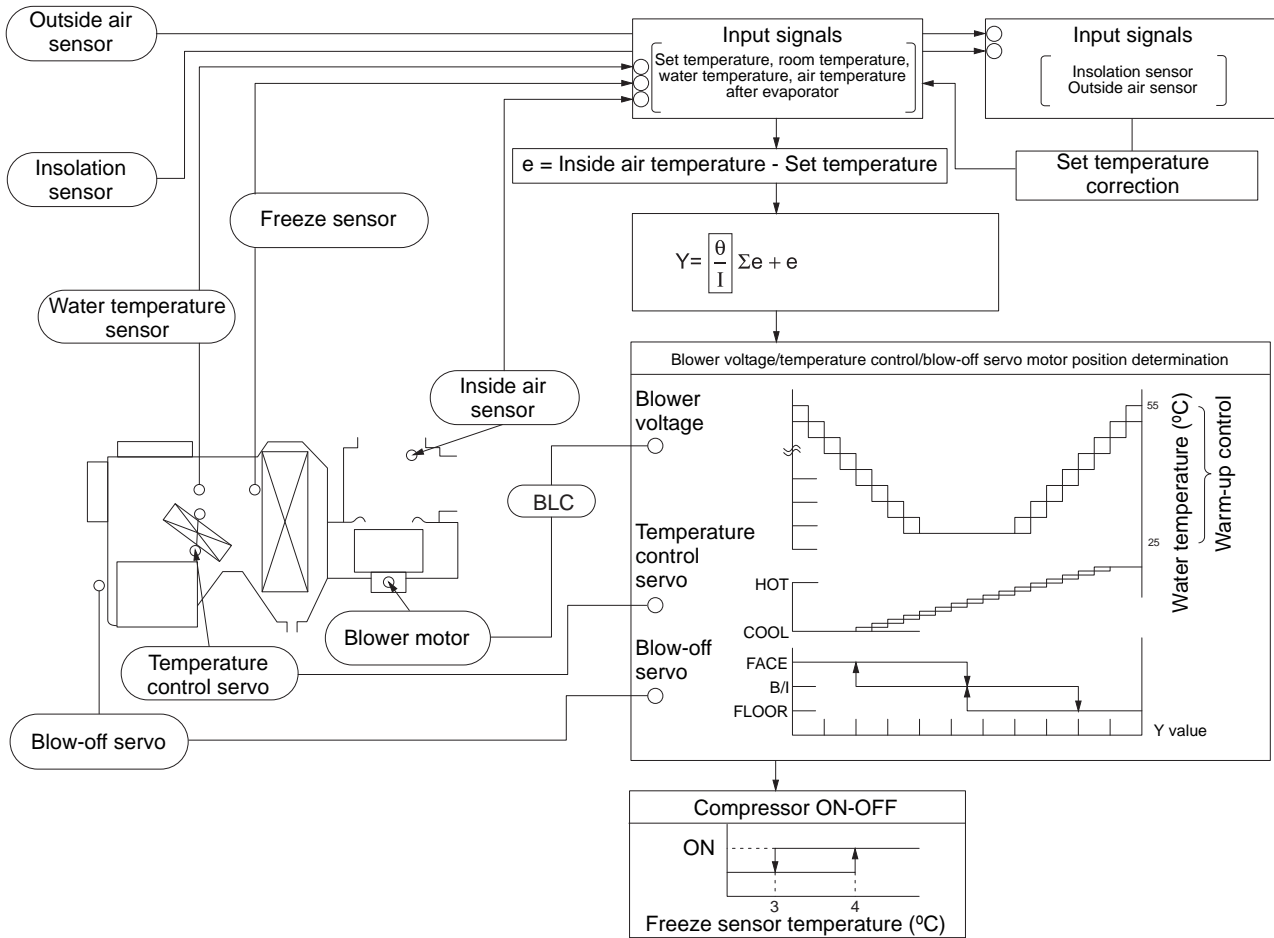 Outside air
sensor
Input signals
Set temperature, room temperature,
water temperature, air temperature
after evaporator
Input signals
Insolation sensor
Outside air sensor
Insolation
sensor
e = Inside air temperature - Set temperature
Set temperature
correction
Freeze sensor
Y= θ/I Σe + e
Water temperature
sensor
Blower voltage/temperature control/blow-off servo motor position determination
Inside air
sensor
Blower
voltage
55
Water temperature (ºC)
Warm-up control
BLC
Temperature
control
servo
25
HOT
COOL
Blower motor
Blow-off
servo
Temperature
control servo
FACE
B/I
FLOOR
Y value
Blow-off servo
Compressor ON-OFF
ON
3 4
Freeze sensor temperature (ºC)